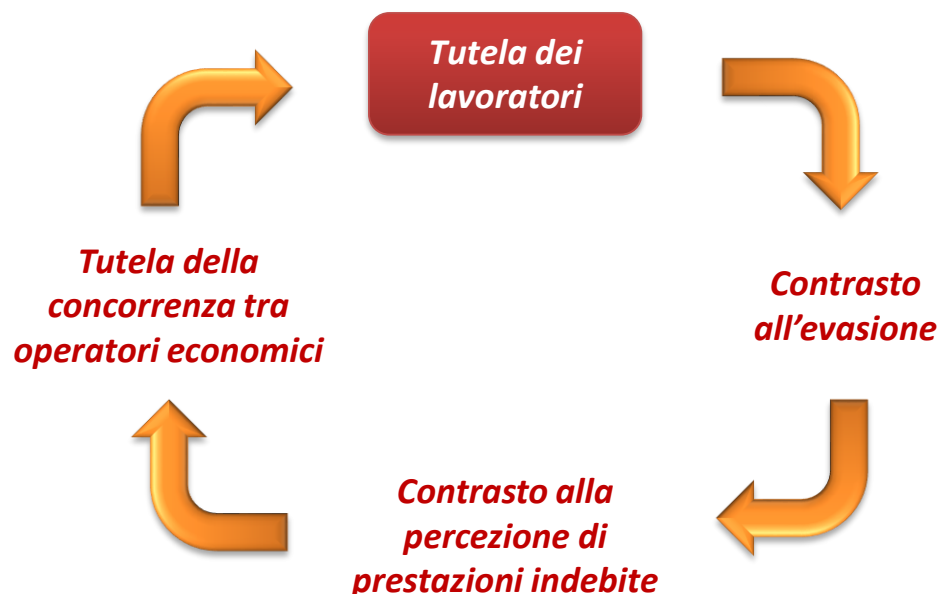 Tutela dei
lavoratori
Contrasto
all’evasione
Contrasto alla
percezione di
prestazioni indebite
Tutela della
concorrenza tra
operatori economici